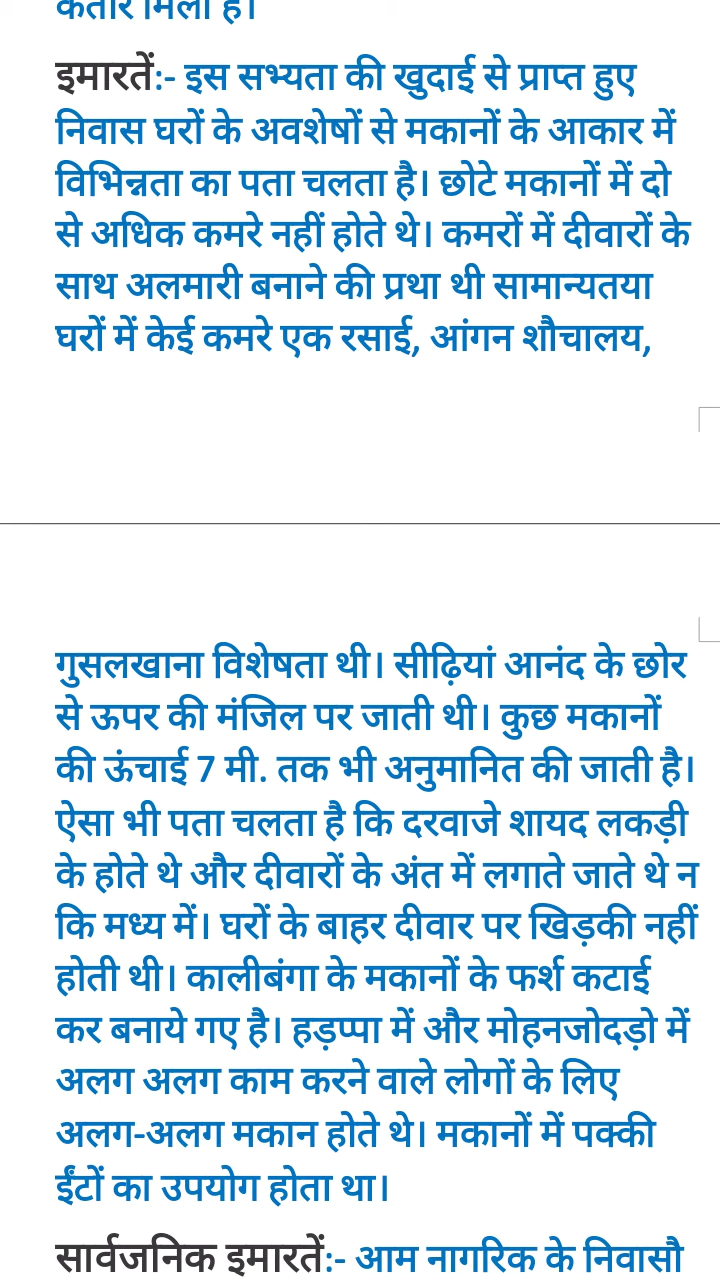 कतार मिली है।
इमारतें:- इस सभ्यता की खुदाई से प्राप्त हुए
निवास घरों के अवशेषों से मकानों के आकार में
विभिन्नता का पता चलता है। छोटे मकानों में दो
से अधिक कमरे नहीं होते थे। कमरों में दीवारों के
साथ अलमारी बनाने की प्रथा थी सामान्यतया
घरों में केई कमरे एक रसाई, आंगन शौचालय,
गुसलखाना विशेषता थी। सीढ़ियां आनंद के छोर
से ऊपर की मंजिल पर जाती थी। कुछ मकानों
की ऊंचाई 7 मी. तक भी अनुमानित की जाती है।
ऐसा भी पता चलता है कि दरवाजे शायद लकड़ी
के होते थे और दीवारों के अंत में लगाते जाते थे न
कि मध्य में। घरों के बाहर दीवार पर खिड़की नहीं
होती थी। कालीबंगा के मकानों के फर्श कटाई
कर बनाये गए है। हड़प्पा में और मोहनजोदड़ो में
अलग अलग काम करने वाले लोगों के लिए
अलग-अलग मकान होते थे। मकानों में पक्की
ईंटों का उपयोग होता था।
सार्वजनिक इमारतें:- आम नागरिक के निवासौ